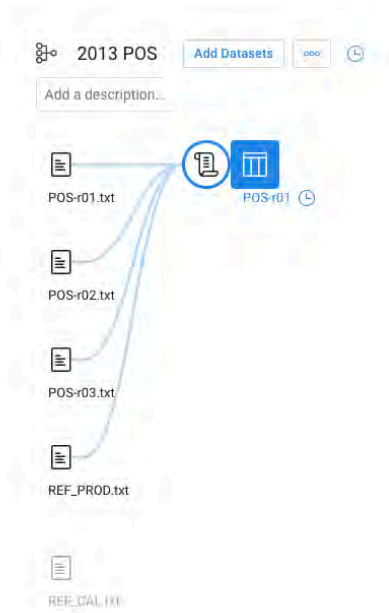 2013 POS
Add Datasets
Add a description...
POS-r01.txt
POS-r01
POS-r02.txt
POS-r03.txt
REF_PROD.txt
REF_CAL.txt